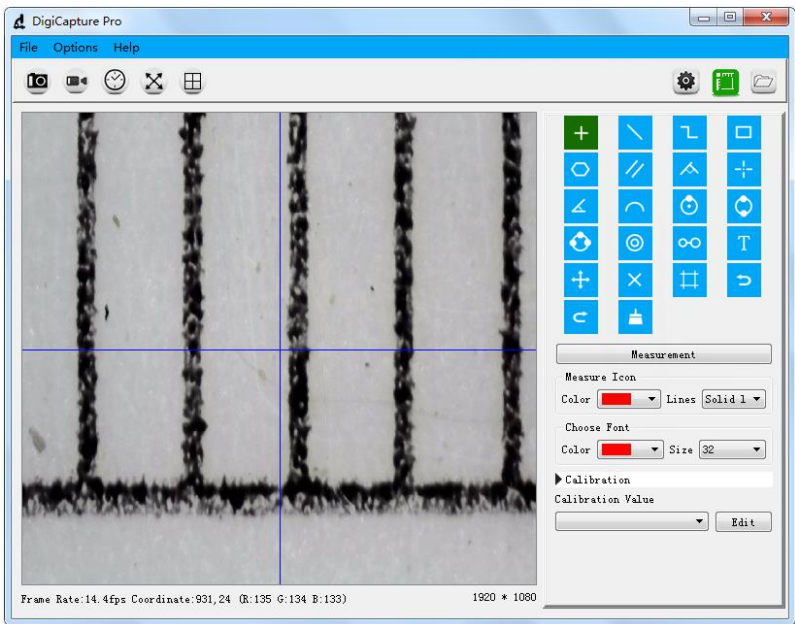 DigiCapture Pro
File Options Help
T
Measurement
Measure Icon
Color Lines Solid l
Choose Font
Color Size 32
Calibration
Calibration Value
Edit
Frame Rate:14.4fps Coordinate:931,24 (R:135 G:134 B:133) 1920 * 1080